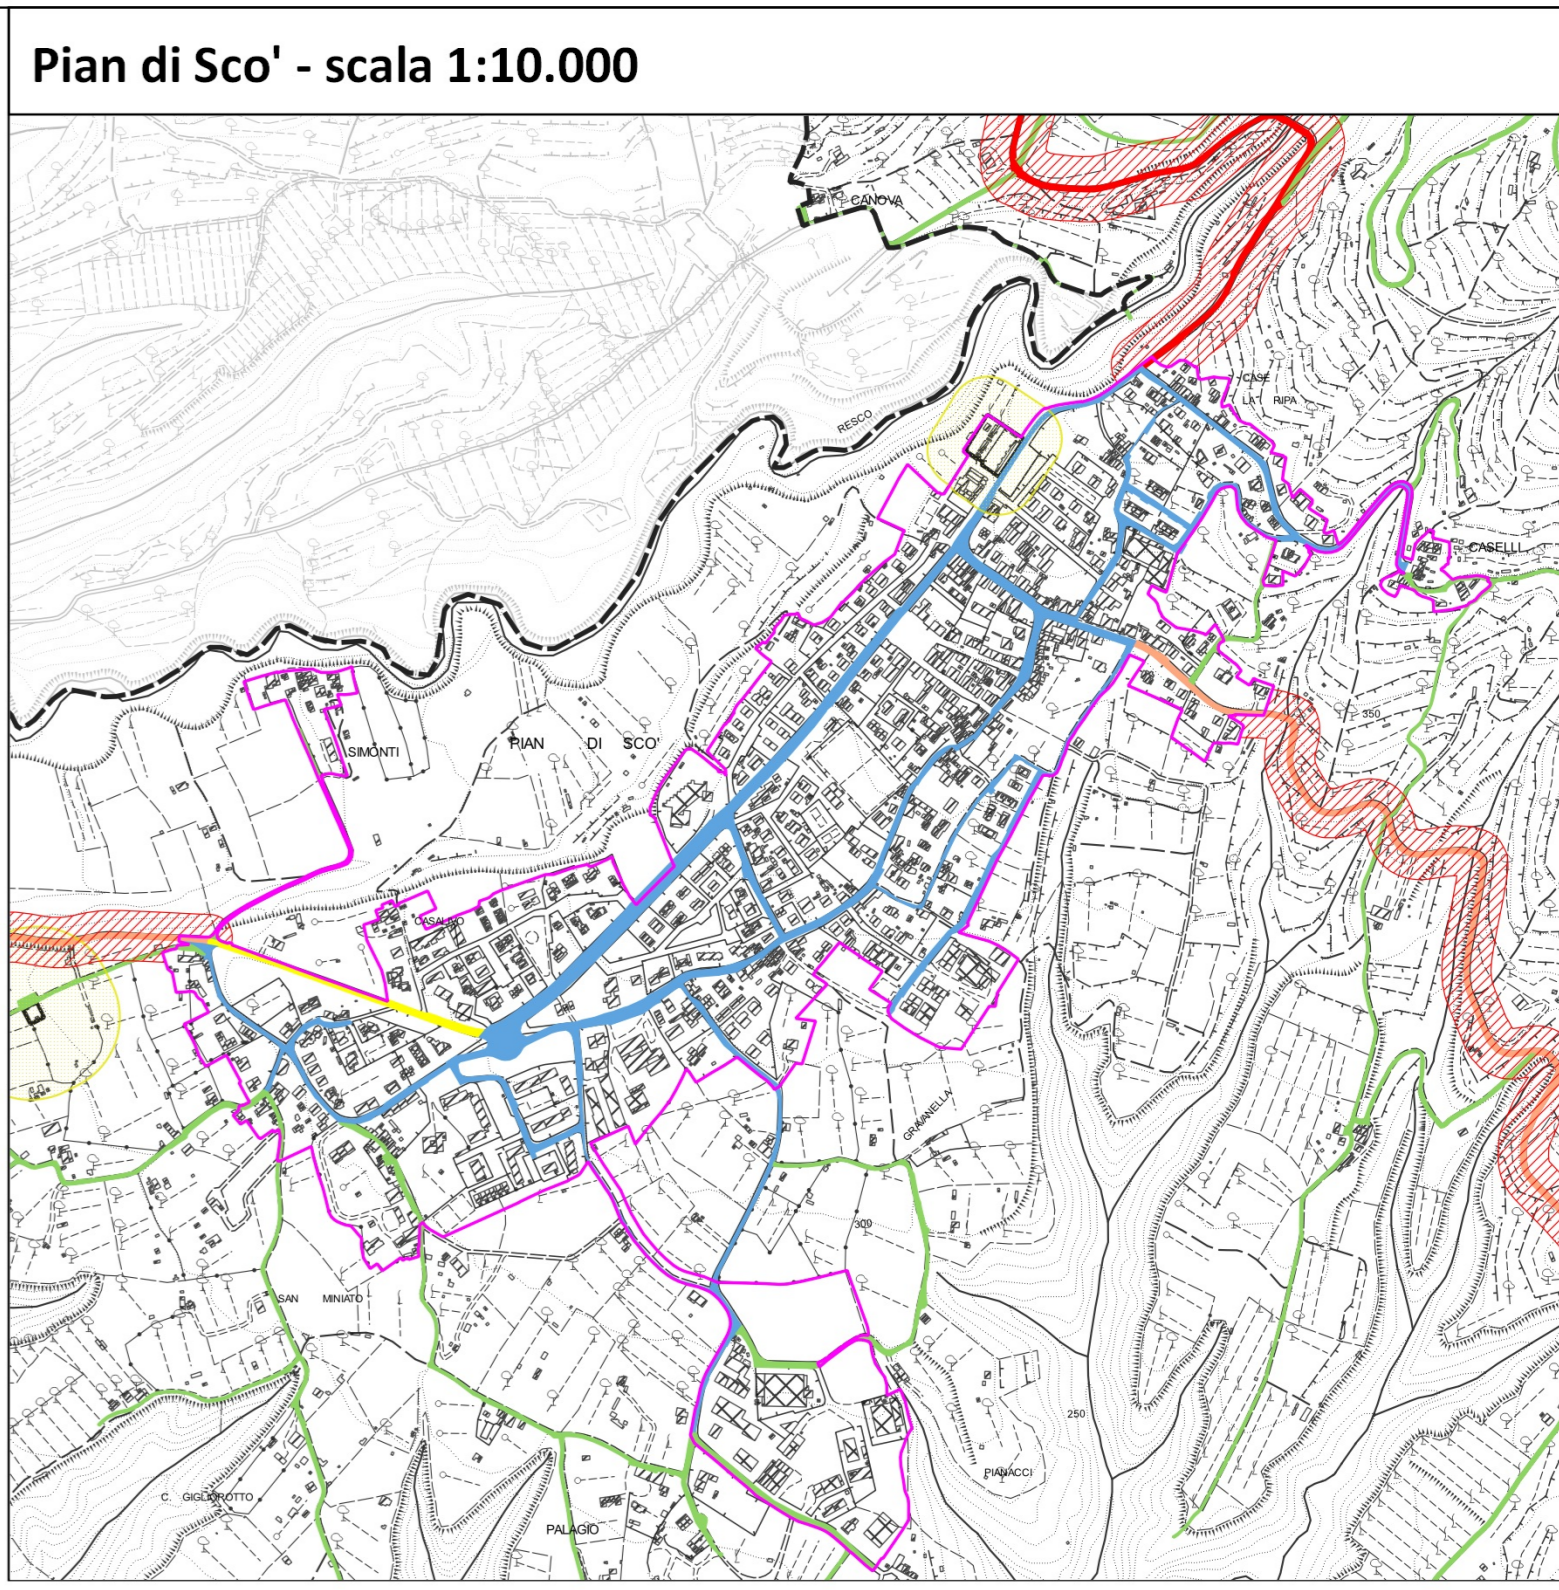 Pian di Sco' - scala 1:10.000
CANOVA
CASE
LA RIPA
RESCO
CASELLI
350
PIAN DI SCO'
SIMONTI
CASALINO
GRAVANELLA
300
SAN MINIATO
250
PIANACCI
C. GIGLIOROTTO
PALAGIO